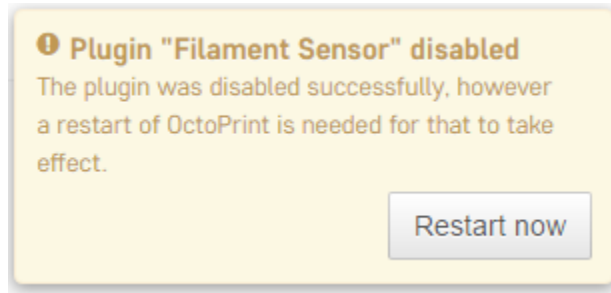 Plugin "Filament Sensor" disabled
The plugin was disabled successfully, however
a restart of OctoPrint is needed for that to take
effect.
Restart now